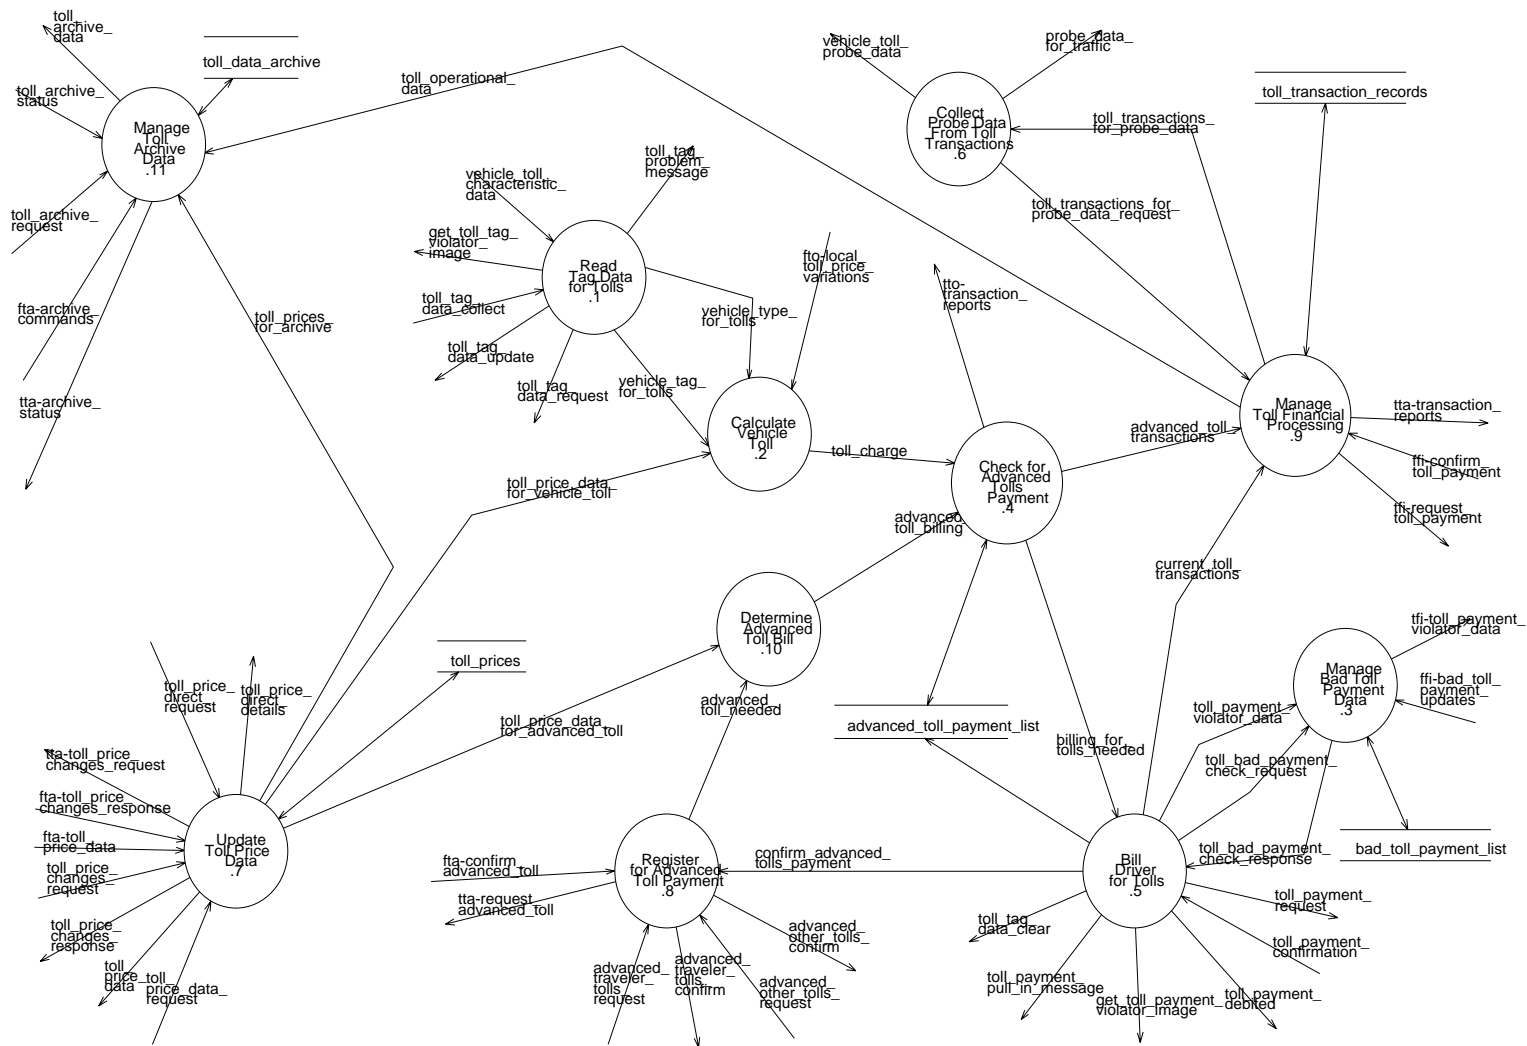 toll_
archive_
data
toll_data_archive
toll_archive_
status
Manage
Toll
Archive
Data
.11
toll_archive_
request
fta-archive_
commands
tta-archive_
status
toll_prices_
for_archive
toll_operational_
data
vehicle_toll_
probe_data
probe_data_
for_traffic
Collect
Probe Data
From Toll
Transactions
.6
toll_transactions_
for_probe_data
toll_transaction_records
toll_transactions_for_
probe_data_request
toll_tag_
problem_
message
vehicle_toll_
characteristic_
data
get_toll_tag_
violator_
image
Read
Tag Data
for Tolls
.1
toll_tag_
data_collect
toll_tag_
data_update
toll_tag_
data_request
vehicle_tag_
for_tolls
vehicle_type_
for_tolls
fto-local_
toll_price_
variations
tto-
transaction_
reports
Calculate
Vehicle
Toll
.2
toll_charge
Check for
Advanced
Tolls
Payment
.4
advanced_toll_
transactions
Manage
Toll Financial
Processing
.9
tta-transaction_
reports
ffi-confirm_
toll_payment
tfi-request_
toll_payment
toll_price_data_
for_vehicle_toll
advanced_
toll_billing
current_toll_
transactions
Determine
Advanced
Toll Bill
.10
toll_prices
toll_price_
direct_
request
toll_price_
direct_
details
advanced_
toll_needed
toll_price_data_
for_advanced_toll
advanced_toll_payment_list
billing_for_
tolls_needed
tfi-toll_payment_
violator_data
Manage
Bad Toll
Payment
Data
.3
ffi-bad_toll_
payment_
updates
toll_payment_
violator_data
toll_bad_payment_
check_request
tta-toll_price_
changes_request
fta-toll_price_
changes_response
fta-toll_
price_data
toll_price_
changes_
request
Update
Toll Price
Data
.7
toll_price_
changes_
response
toll_
price_
data
toll_
price_data_
request
fta-confirm_
advanced_toll
tta-request_
advanced_toll
Register
for Advanced
Toll Payment
.8
confirm_advanced_
tolls_payment
Bill
Driver
for Tolls
.5
toll_bad_payment_
check_response
bad_toll_payment_list
toll_payment_
request
toll_payment_
confirmation
toll_tag_
data_clear
advanced_
other_tolls_
confirm
advanced_
traveler_
tolls_
request
advanced_
traveler_
tolls_
confirm
advanced_
other_tolls_
request
toll_payment_
pull_in_message
get_toll_payment_
violator_image
toll_payment_
debited